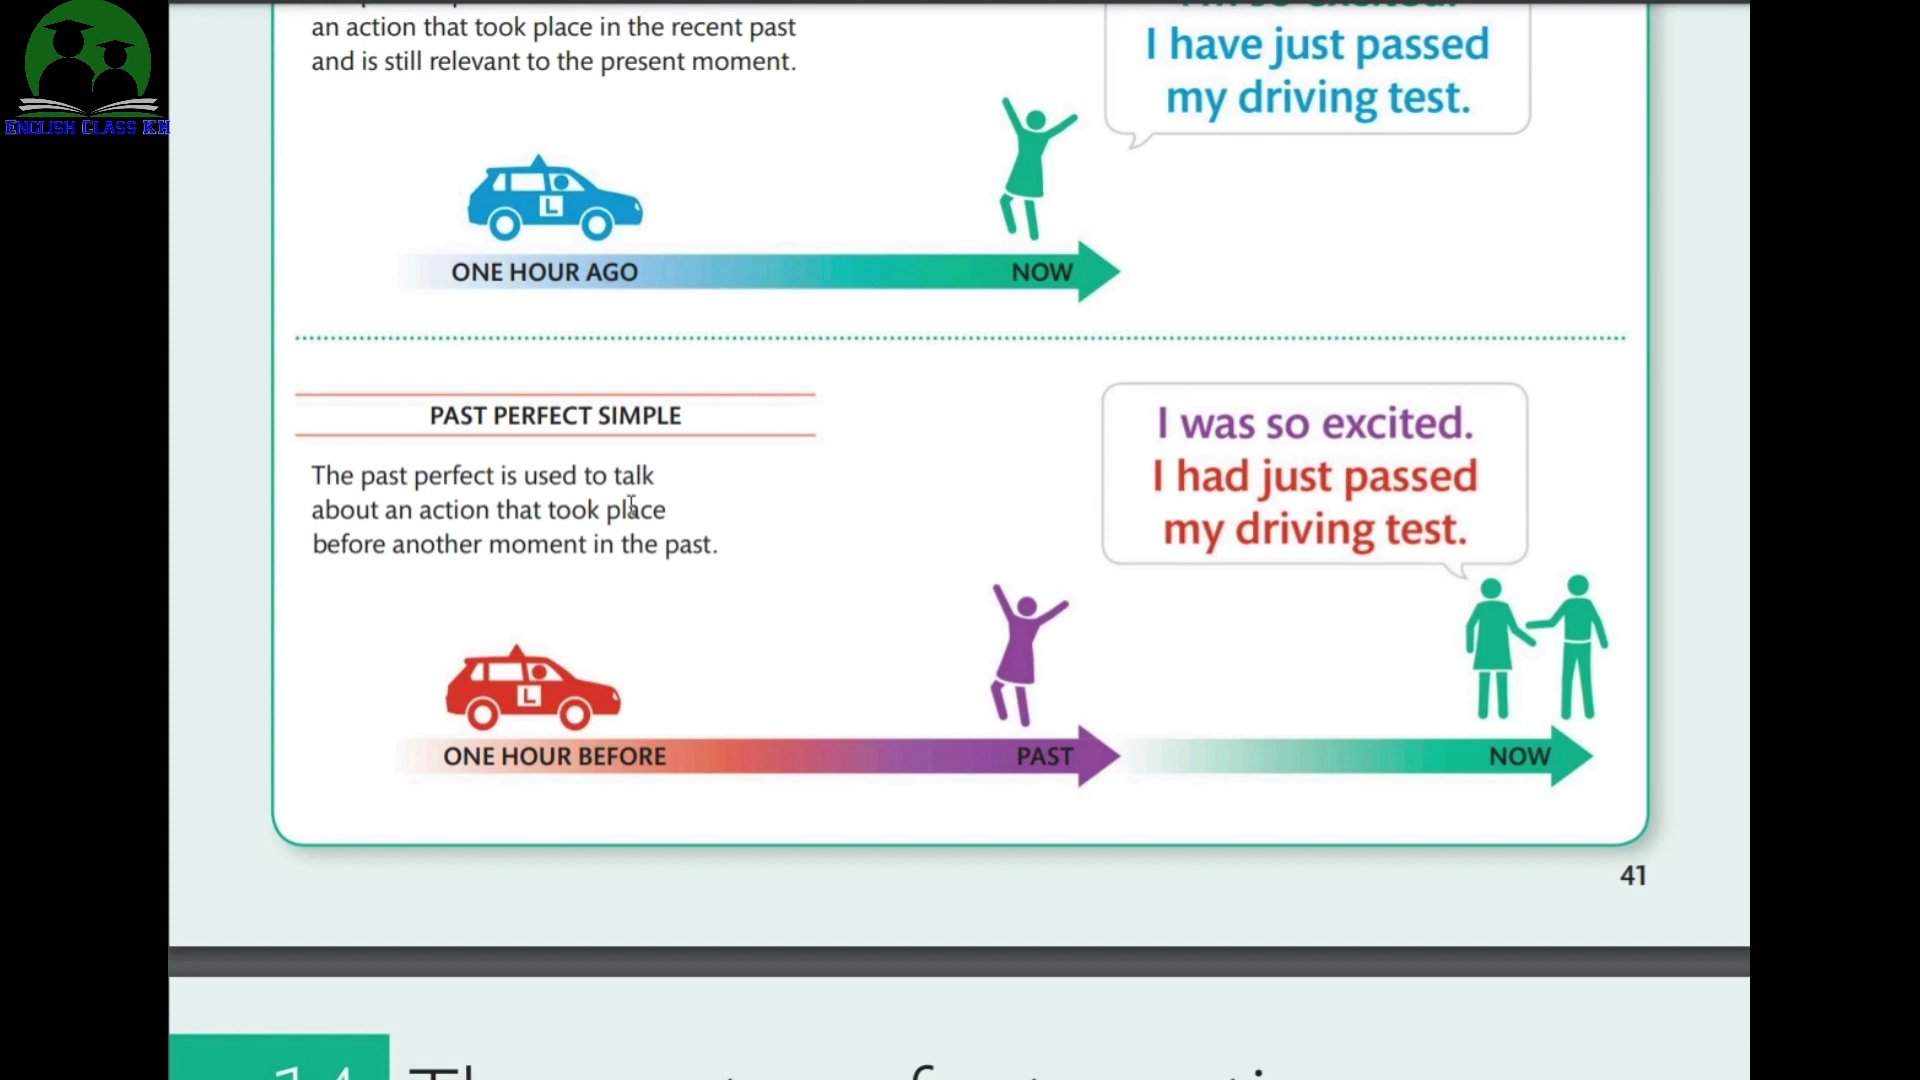 ENGLISH CLASS KH
an action that took place in the recent past
and is still relevant to the present moment.
I'm so excited.
I have just passed
my driving test.
L
ONE HOUR AGO
NOW
PAST PERFECT SIMPLE
The past perfect is used to talk
about an action that took place
before another moment in the past.
I was so excited.
I had just passed
my driving test.
L
ONE HOUR BEFORE
PAST
NOW
41
14